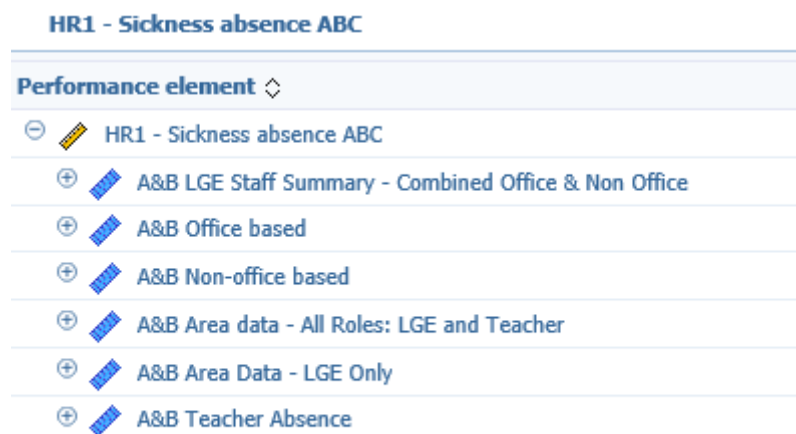 HR1 - Sickness absence ABC
Performance element
HR1 - Sickness absence ABC
A&B LGE Staff Summary - Combined Office & Non Office
A&B Office based
A&B Non-office based
A&B Area data - All Roles: LGE and Teacher
A&B Area Data - LGE Only
A&B Teacher Absence